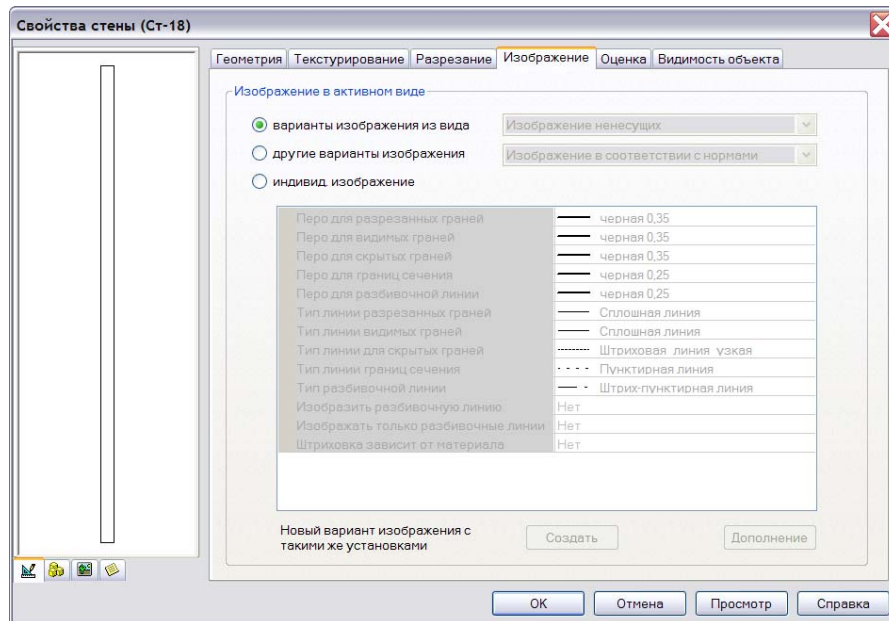 Свойства стены (Ст-18)
Геометрия Текстурирование Разрезание Изображение Оценка Видимость объекта
Изображение в активном виде
варианты изображения из вида Изображение ненесущих
другие варианты изображения Изображение в соответствии с нормами
индивид. изображение
Перо для разрезанных граней черная 0,35
Перо для видимых граней черная 0,35
Перо для скрытых граней черная 0,35
Перо для границ сечения черная 0,25
Перо для разбивочной линии черная 0,25
Тип линии разрезанных граней Сплошная линия
Тип линии видимых граней Сплошная линия
Тип линии для скрытых граней Штриховая линия узкая
Тип линии границ сечения Пунктирная линия
Тип разбивочной линии Штрих-пунктирная линия
Изобразить разбивочную линию Нет
Изображать только разбивочные линии Нет
Штриховка зависит от материала Нет
Новый вариант изображения с
такими же установками Создать Дополнение
ОК Отмена Просмотр Справка